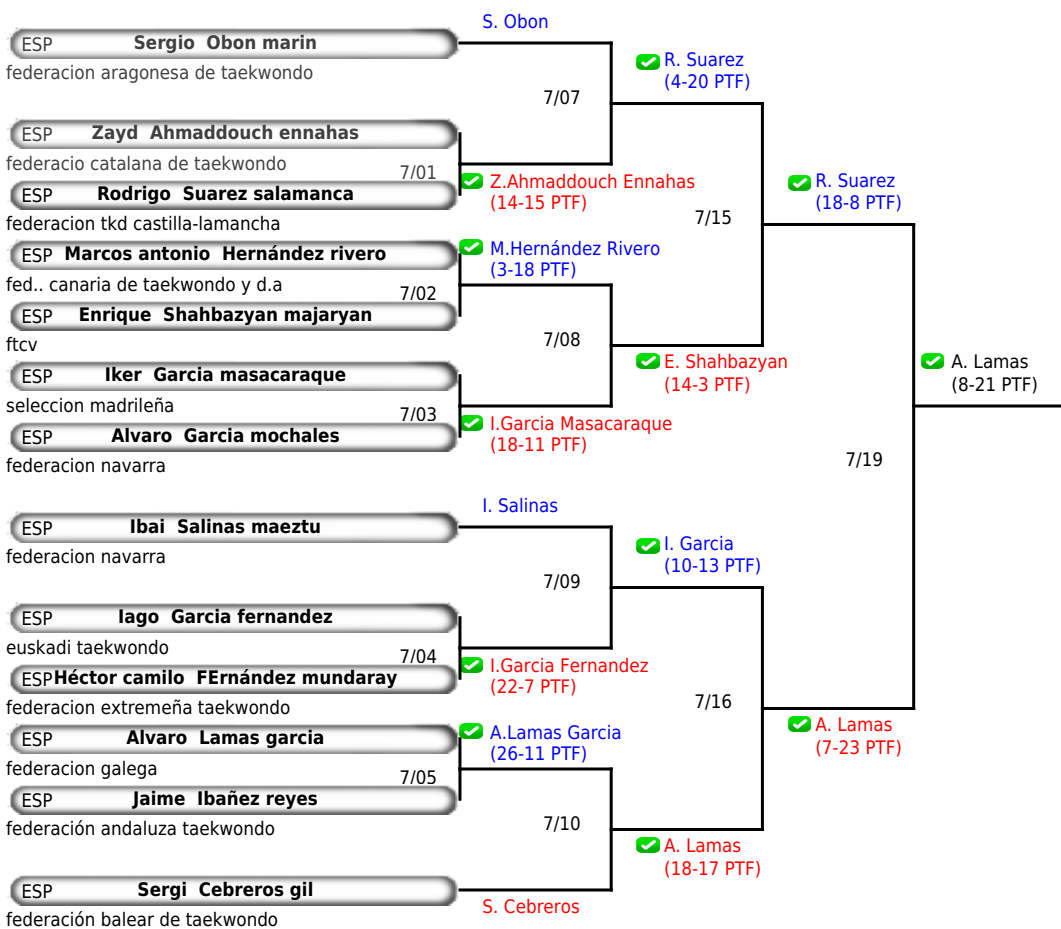 S. Obon
ESP Sergio Obon marin
federacion aragonesa de taekwondo
R. Suarez
(4-20 PTF)
7/07
ESP Zayd Ahmaddouch ennahas
federacio catalana de taekwondo
7/01
Z.Ahmaddouch Ennahas
(14-15 PTF)
ESP Rodrigo Suarez salamanca
federacion tkd castilla-lamancha
R. Suarez
(18-8 PTF)
7/15
ESP Marcos antonio Hernández rivero
M.Hernández Rivero
(3-18 PTF)
fed.. canaria de taekwondo y d.a
7/02
ESP Enrique Shahbazyan majaryan
ftcv
7/08
E. Shahbazyan
(14-3 PTF)
A. Lamas
(8-21 PTF)
ESP Iker Garcia masacaraque
seleccion madrileña
7/03
I.Garcia Masacaraque
(18-11 PTF)
ESP Alvaro Garcia mochales
federacion navarra
7/19
I. Salinas
ESP Ibai Salinas maeztu
federacion navarra
I. Garcia
(10-13 PTF)
7/09
ESP Iago Garcia fernandez
euskadi taekwondo
7/04
I.Garcia Fernandez
(22-7 PTF)
ESP Héctor camilo FErnández mundaray
federacion extremeña taekwondo
7/16
A. Lamas
(7-23 PTF)
ESP Alvaro Lamas garcia
A.Lamas Garcia
(26-11 PTF)
federacion galega
7/05
ESP Jaime Ibañez reyes
federación andaluza taekwondo
7/10
A. Lamas
(18-17 PTF)
ESP Sergi Cebreros gil
S. Cebreros
federación balear de taekwondo